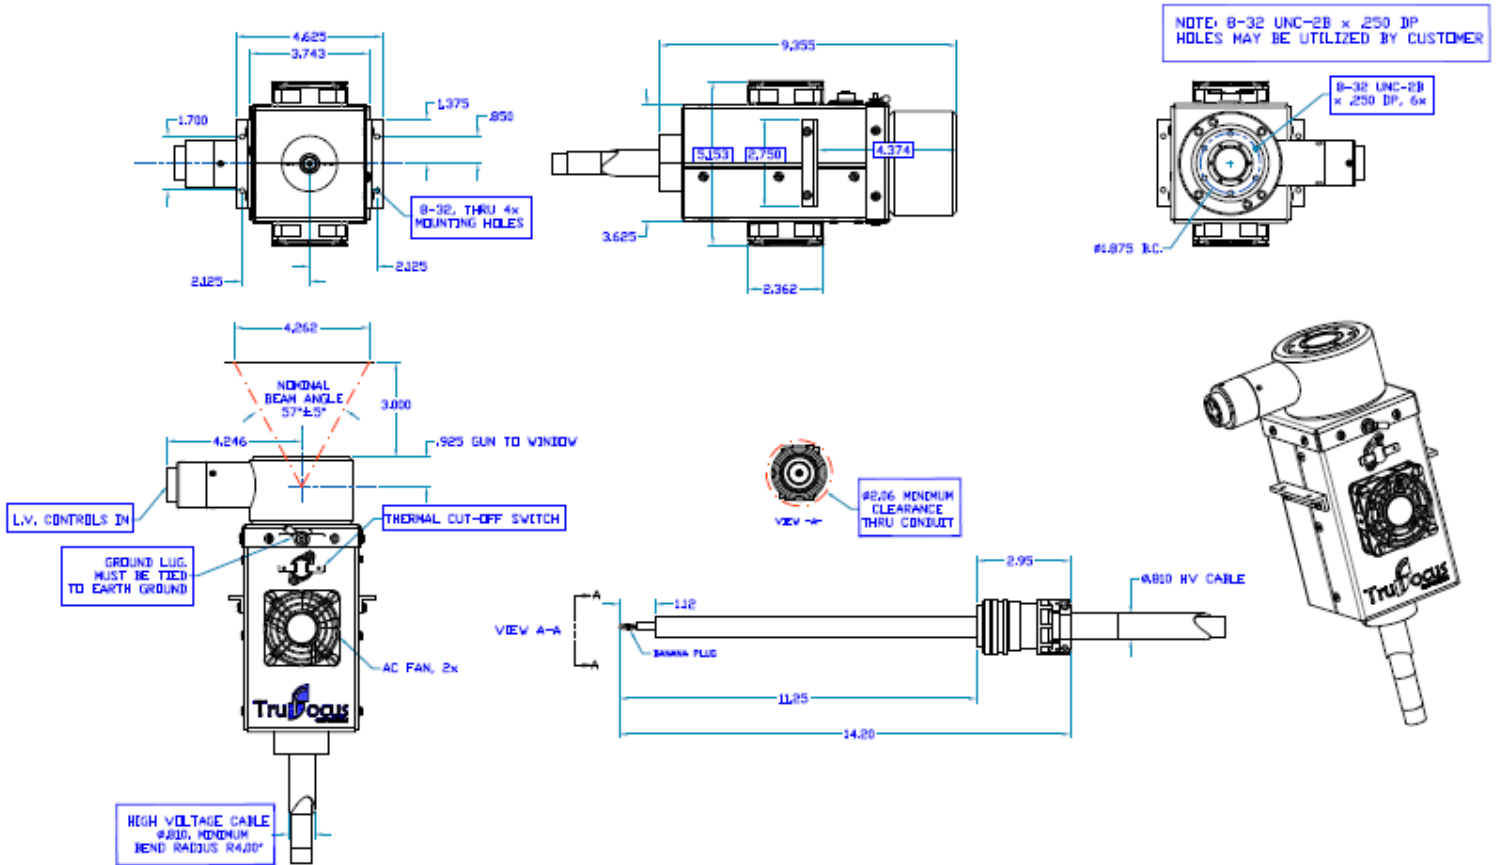 4.625
3.743
1.700
1.375
.850
8-32, THRU 4x
MOUNTING HOLES
2.125
2.125
9.355
5.153
2.750
4.374
3.625
2.362
NOTE: 8-32 UNC-2B x .250 DP
HOLES MAY BE UTILIZED BY CUSTOMER
8-32 UNC-2B
x .250 DP, 6x
ø1.875 B.C.
4.262
NOMINAL
BEAM ANGLE
57°±5°
3.000
4.246
.925 GUN TO WINDOW
L.V. CONTROLS IN
THERMAL CUT-OFF SWITCH
GROUND LUG.
MUST BE TIED
TO EARTH GROUND
AC FAN, 2x
TruFocus
HIGH VOLTAGE CABLE
ø.810, MINIMUM
BEND RADIUS R4.00"
VIEW -A-
ø2.06 MINIMUM
CLEARANCE
THRU CONDUIT
VIEW A-A
A
A
1.12
BANANA PLUG
2.95
ø.810 HV CABLE
11.25
14.20
TruFocus